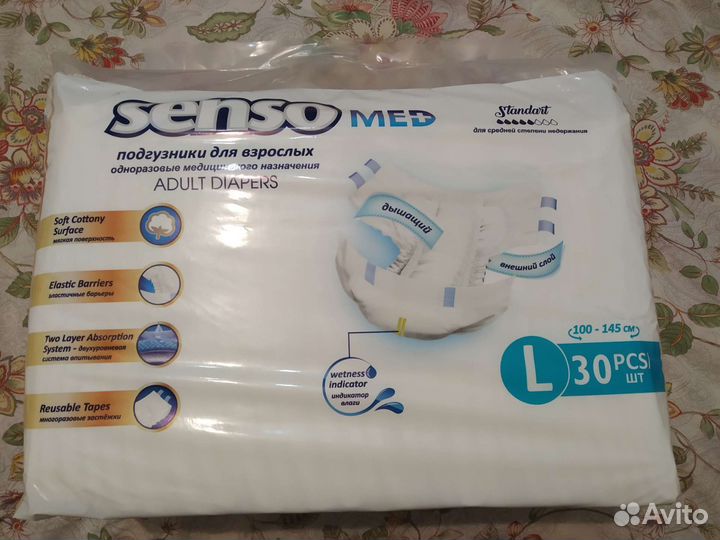 senso MED
Standart
для средней степени недержания
подгузники для взрослых
одноразовые медицинского назначения
ADULT DIAPERS
Soft Cottony
Surface
мягкая поверхность
дышащий
внешний слой
Elastic Barriers
эластичные барьеры
100 - 145 см
Two Layer Absorption
System – двухуровневая
система впитывания
wetness
indicator
индикатор
влаги
L 30 PCS/
ШТ
Reusable Tapes
многоразовые застёжки
Avito